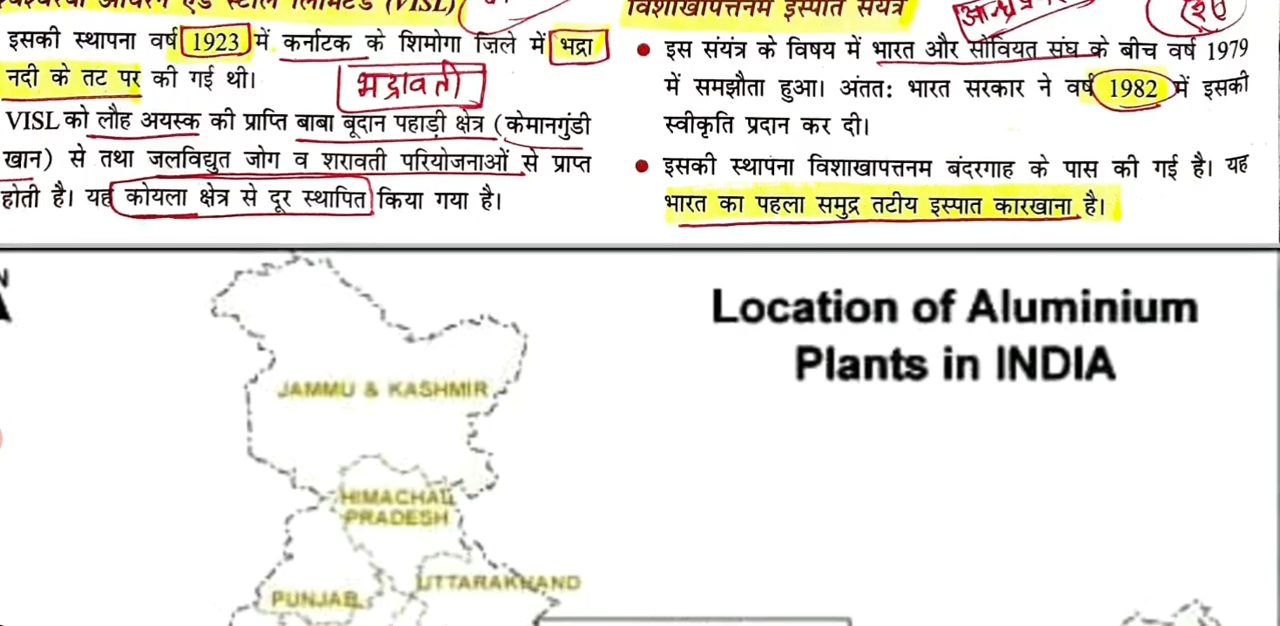 आयरन एंड स्टील लिमिटेड (VISL)
इसकी स्थापना वर्ष 1923 में कर्नाटक के शिमोगा ज़िले में भद्रा
नदी के तट पर की गई थी।
भद्रावती
VISL को लौह अयस्क की प्राप्ति बाबा बूदान पहाड़ी क्षेत्र (केमानगुंडी
खान) से तथा जलविद्युत जोग व शरावती परियोजनाओं से प्राप्त
होती है। यह कोयला क्षेत्र से दूर स्थापित किया गया है।
विशाखापत्तनम इस्पात संयंत्र
• इस संयंत्र के विषय में भारत और सोवियत संघ के बीच वर्ष 1979
में समझौता हुआ। अंततः भारत सरकार ने वर्ष 1982 में इसकी
स्वीकृति प्रदान कर दी।
• इसकी स्थापना विशाखापत्तनम बंदरगाह के पास की गई है। यह
भारत का पहला समुद्र तटीय इस्पात कारखाना है।
Location of Aluminium
Plants in INDIA
JAMMU & KASHMIR
HIMACHAL
PRADESH
UTTARAKHAND
PUNJAB